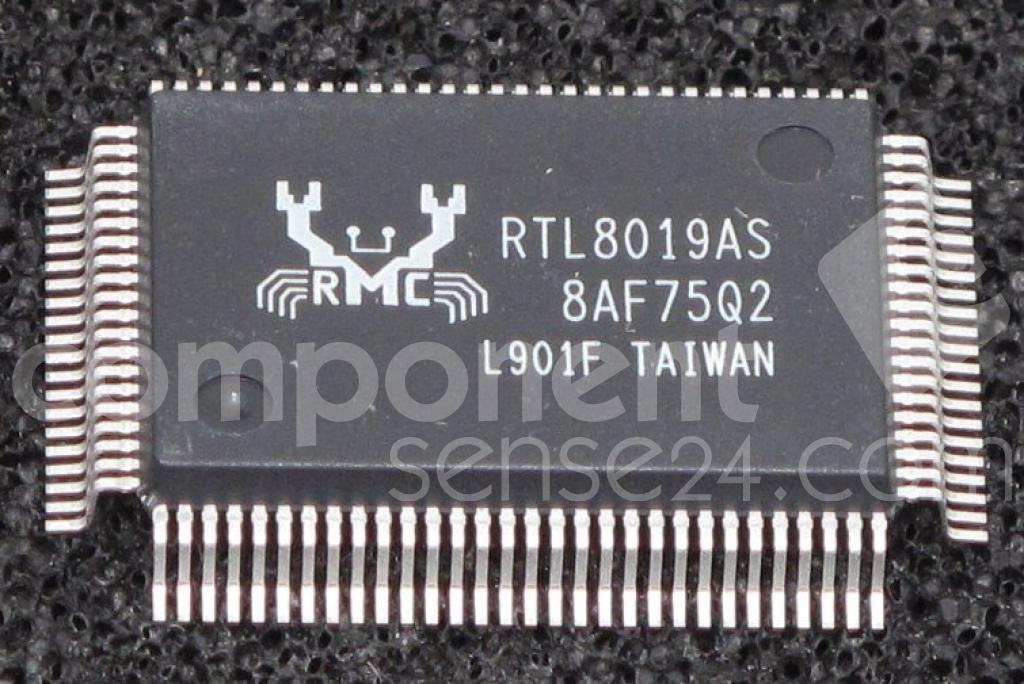 RMC
RTL8019AS
8AF75Q2
L901F TAIWAN
component
sense24.com